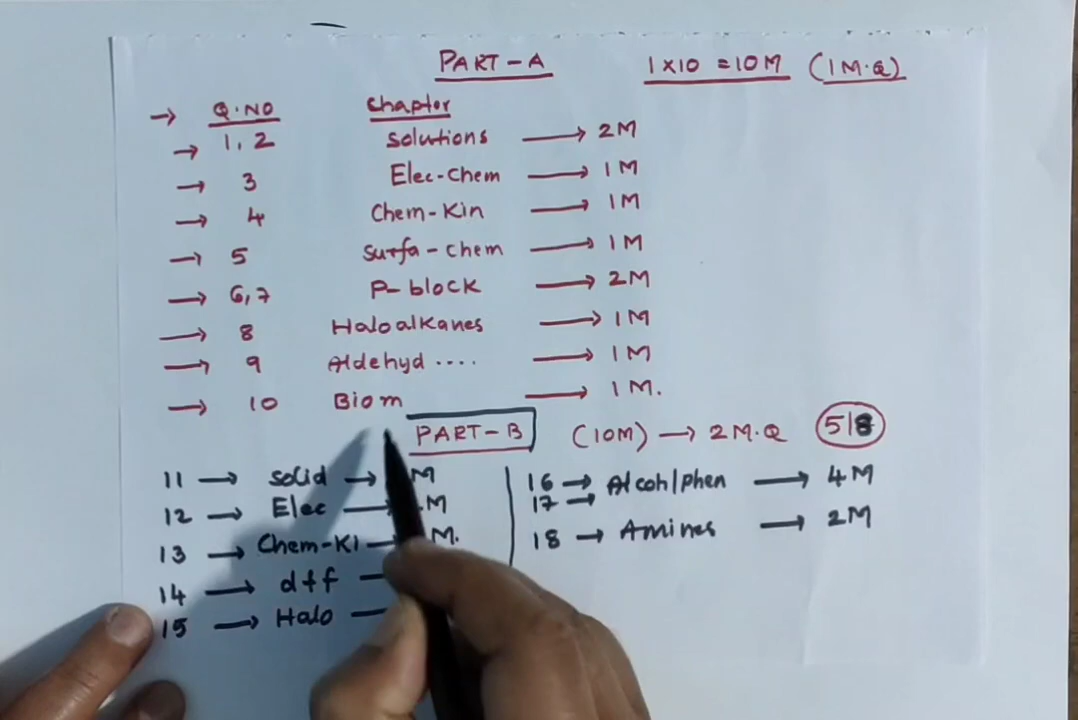 PART-A 1x10 =10M (1M.Q)
→ Q.NO Chapter
→ 1, 2 Solutions → 2M
→ 3 Elec-Chem → 1M
→ 4 Chem-Kin → 1M
→ 5 Surfa-chem → 1M
→ 6,7 P-block → 2M
→ 8 Haloalkanes → 1M
→ 9 Aldehyd .... → 1M
→ 10 Biom → 1M.
PART-B (10M) → 2M.Q 5/8
11 → Solid → M
12 → Elec → M
13 → Chem-Ki → M.
14 → d+f
15 → Halo
16 → Alcoh/phen → 4M
17 →
18 → Amines → 2M